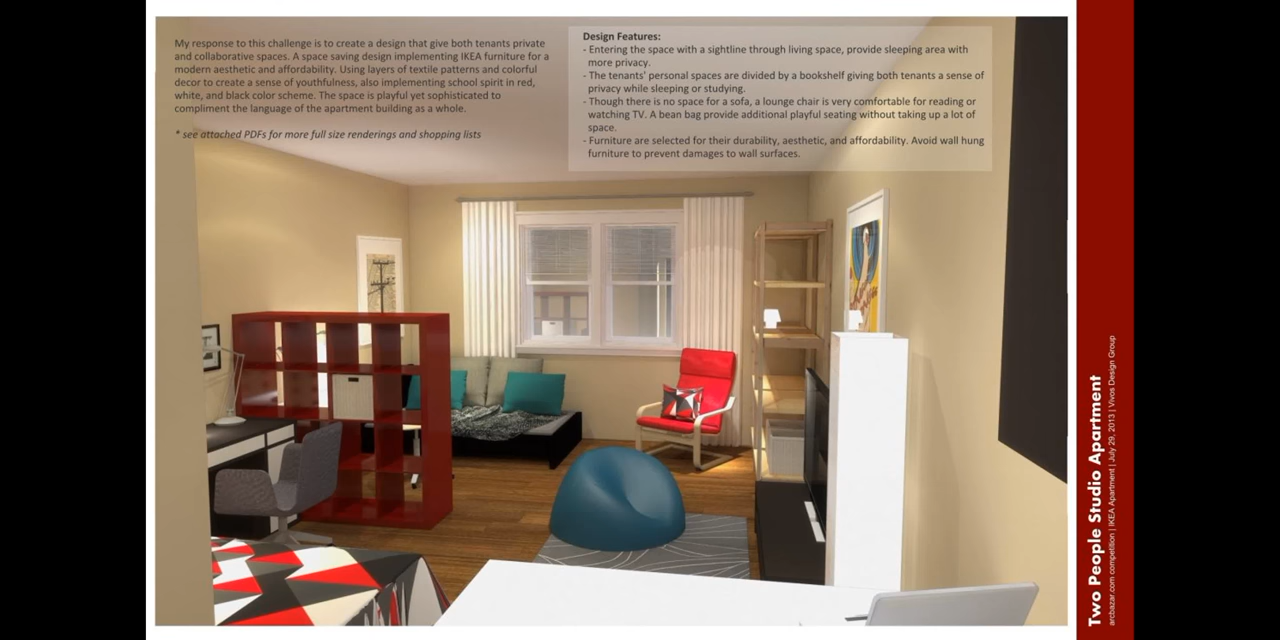 My response to this challenge is to create a design that give both tenants private
and collaborative spaces. A space saving design implementing IKEA furniture for a
modern aesthetic and affordability. Using layers of textile patterns and colorful
decor to create a sense of youthfulness, also implementing school spirit in red,
white, and black color scheme. The space is playful yet sophisticated to
compliment the language of the apartment building as a whole.
* see attached PDFs for more full size renderings and shopping lists
Design Features:
- Entering the space with a sightline through living space, provide sleeping area with
more privacy.
- The tenants' personal spaces are divided by a bookshelf giving both tenants a sense of
privacy while sleeping or studying.
- Though there is no space for a sofa, a lounge chair is very comfortable for reading or
watching TV. A bean bag provide additional playful seating without taking up a lot of
space.
- Furniture are selected for their durability, aesthetic, and affordability. Avoid wall hung
furniture to prevent damages to wall surfaces.
Two People Studio Apartment
arcbazar.com competition | IKEA Apartment | July 29, 2013 | Vivos Design Group